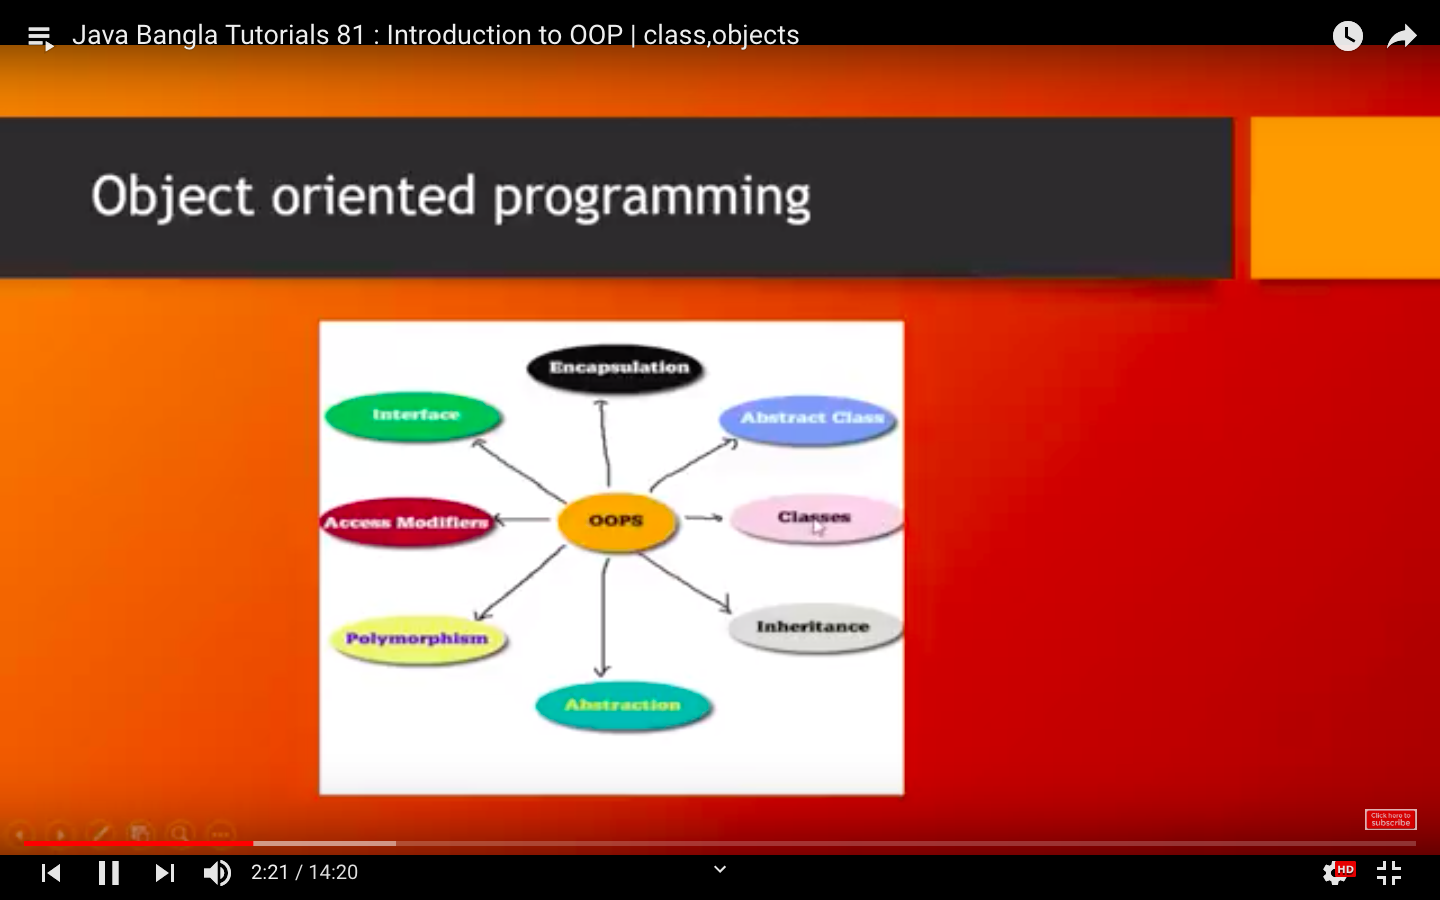 Java Bangla Tutorials 81 : Introduction to OOP | class,objects
Object oriented programming
Encapsulation
Interface
Abstract Class
Access Modifiers
OOPS
Classes
Polymorphism
Inheritance
Abstraction
Click here to
subscribe
2:21 / 14:20
HD